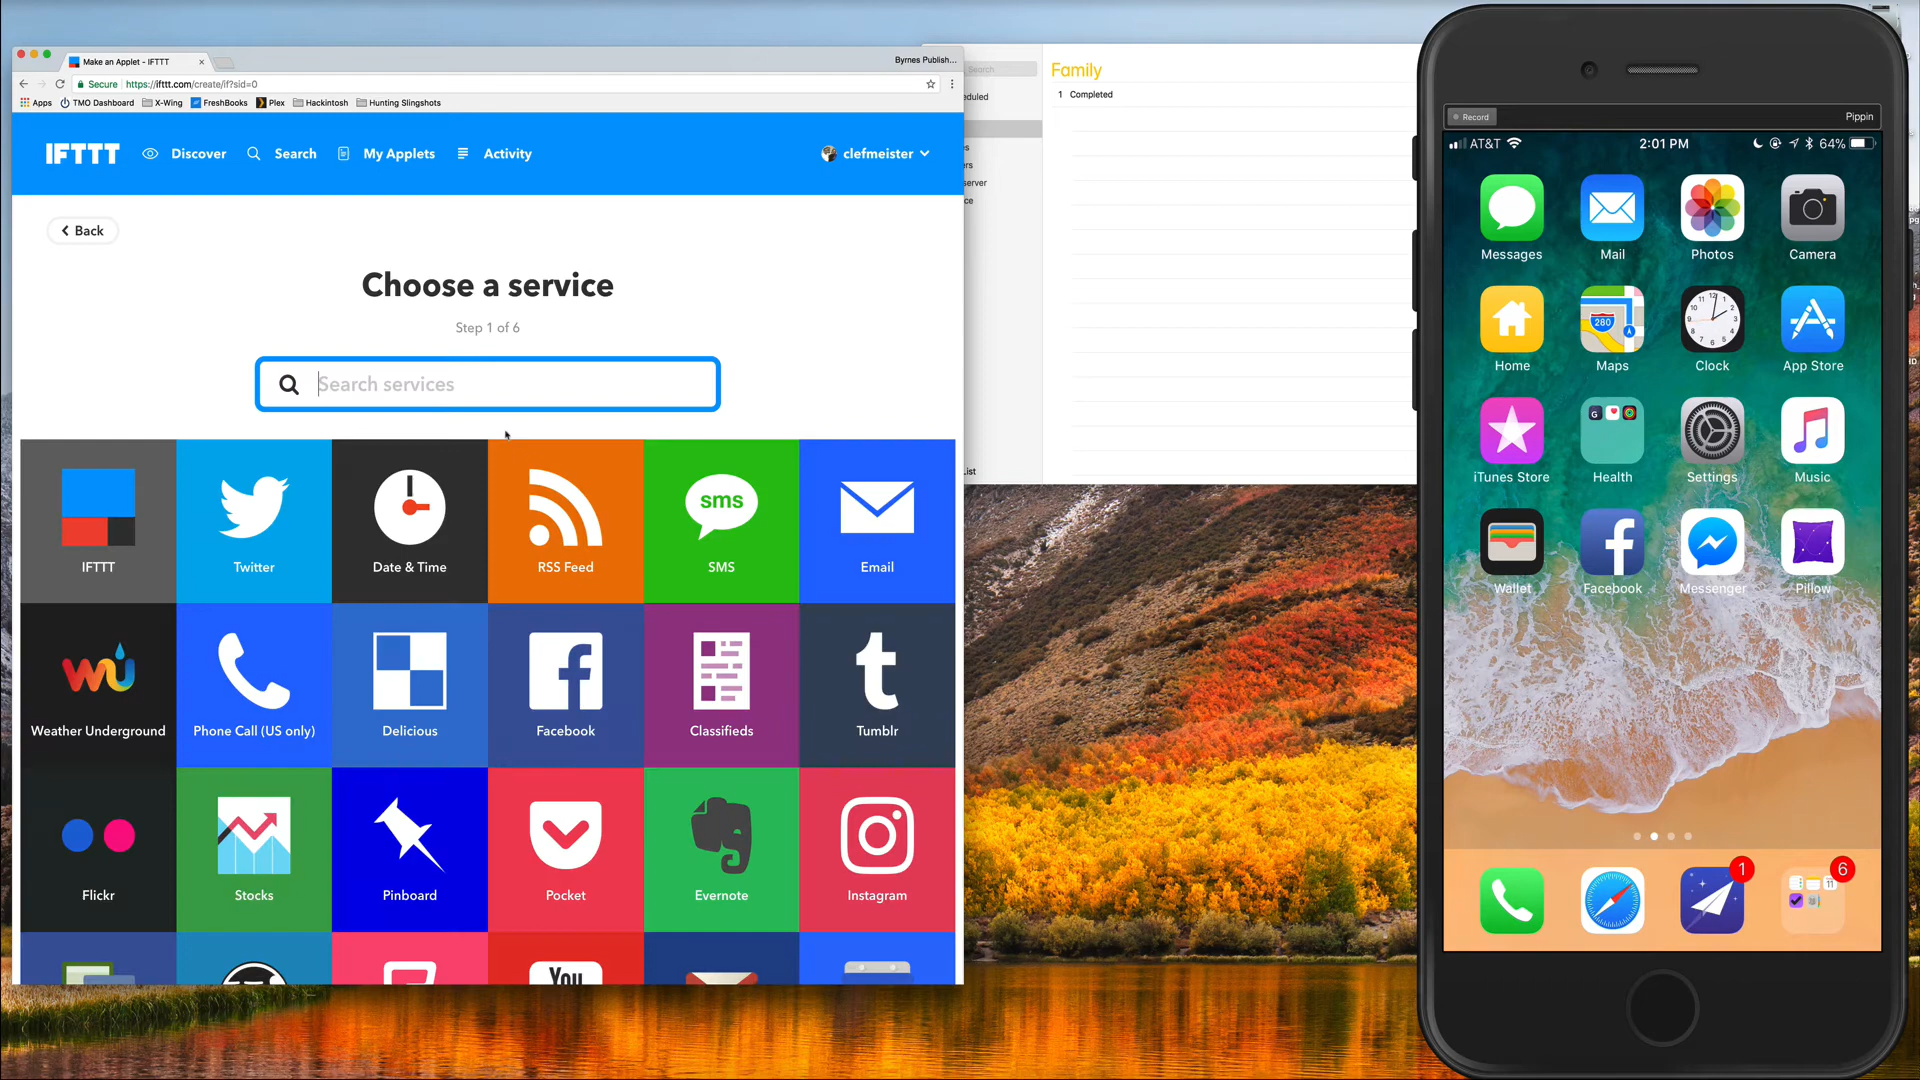 Make an Applet - IFTTT
Byrnes Publish...
Secure
https://ifttt.com/create/if?sid=0
Apps
TMO Dashboard
X-Wing
FreshBooks
Plex
Hackintosh
Hunting Slingshots
IFTTT
Discover
Search
My Applets
Activity
clefmeister
Back
Choose a service
Step 1 of 6
Search services
IFTTT
Twitter
Date & Time
RSS Feed
sms
SMS
Email
Weather Underground
Phone Call (US only)
Delicious
Facebook
Classifieds
Tumblr
Flickr
Stocks
Pinboard
Pocket
Evernote
Instagram
You
Search
Family
1 Completed
Record
Pippin
AT&T
2:01 PM
64%
Messages
Mail
Photos
Camera
280
Home
Maps
Clock
App Store
iTunes Store
Health
Settings
Music
Wallet
Facebook
Messenger
Pillow
1
6
11